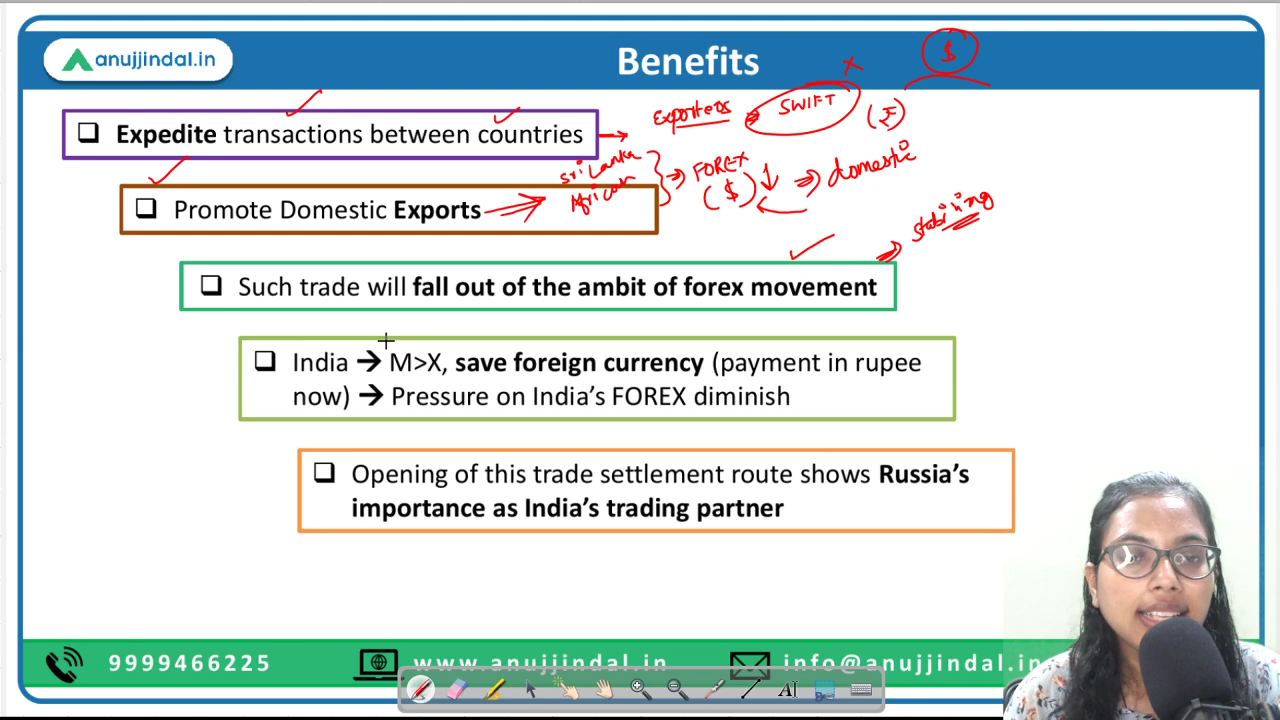 anujjindal.in
Benefits
$
Exporters
SWIFT
(₹)
Expedite transactions between countries
Sri Lanka
African
FOREX
($)
domestic
Promote Domestic Exports
Such trade will fall out of the ambit of forex movement
India ➔ M>X, save foreign currency (payment in rupee
now) ➔ Pressure on India's FOREX diminish
Opening of this trade settlement route shows Russia's
importance as India's trading partner
9999466225
www.anujjindal.in
info@anujjindal.in
AI